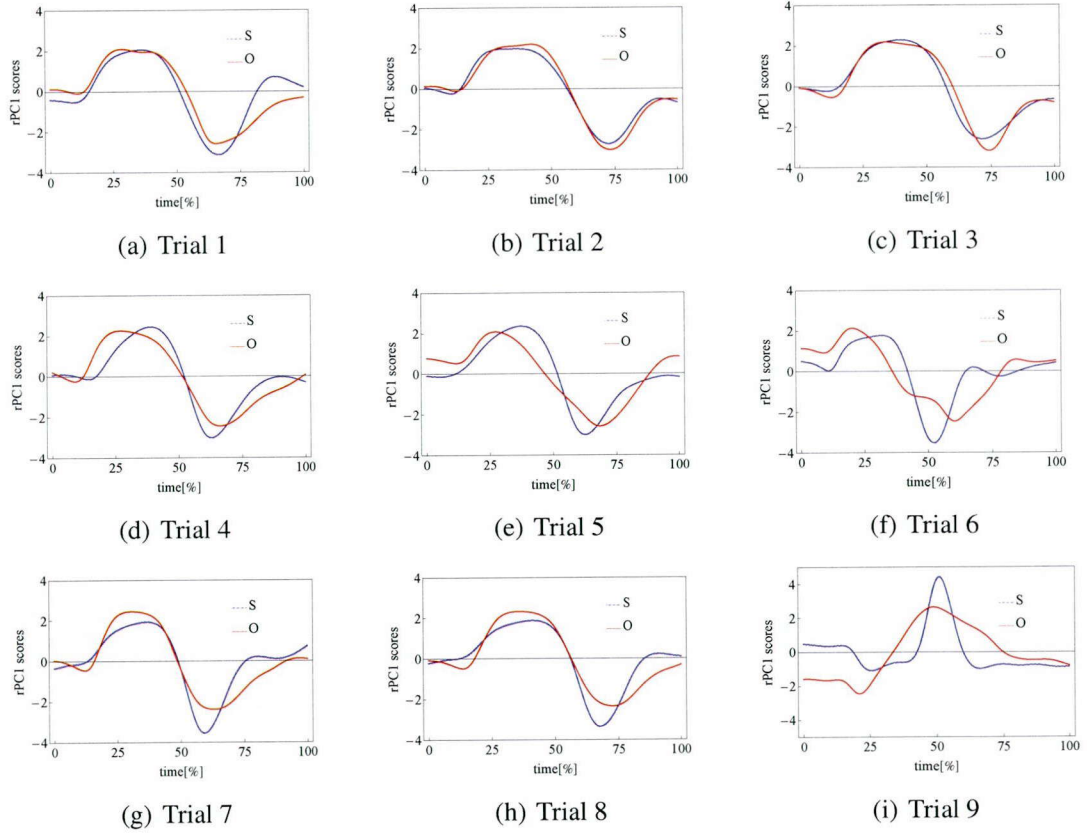 4
2
0
−2
−4
rPC1 scores
S
O
0
25
50
75
100
time[%]
(a) Trial 1
4
2
0
−2
−4
rPC1 scores
S
O
0
25
50
75
100
time[%]
(b) Trial 2
4
2
0
−2
−4
rPC1 scores
S
O
0
25
50
75
100
time[%]
(c) Trial 3
4
2
0
−2
−4
rPC1 scores
S
O
0
25
50
75
100
time[%]
(d) Trial 4
4
2
0
−2
−4
rPC1 scores
S
O
0
25
50
75
100
time[%]
(e) Trial 5
4
2
0
−2
−4
rPC1 scores
S
O
0
25
50
75
100
time[%]
(f) Trial 6
4
2
0
−2
−4
rPC1 scores
S
O
0
25
50
75
100
time[%]
(g) Trial 7
4
2
0
−2
−4
rPC1 scores
S
O
0
25
50
75
100
time[%]
(h) Trial 8
4
2
0
−2
−4
rPC1 scores
S
O
0
25
50
75
100
time[%]
(i) Trial 9